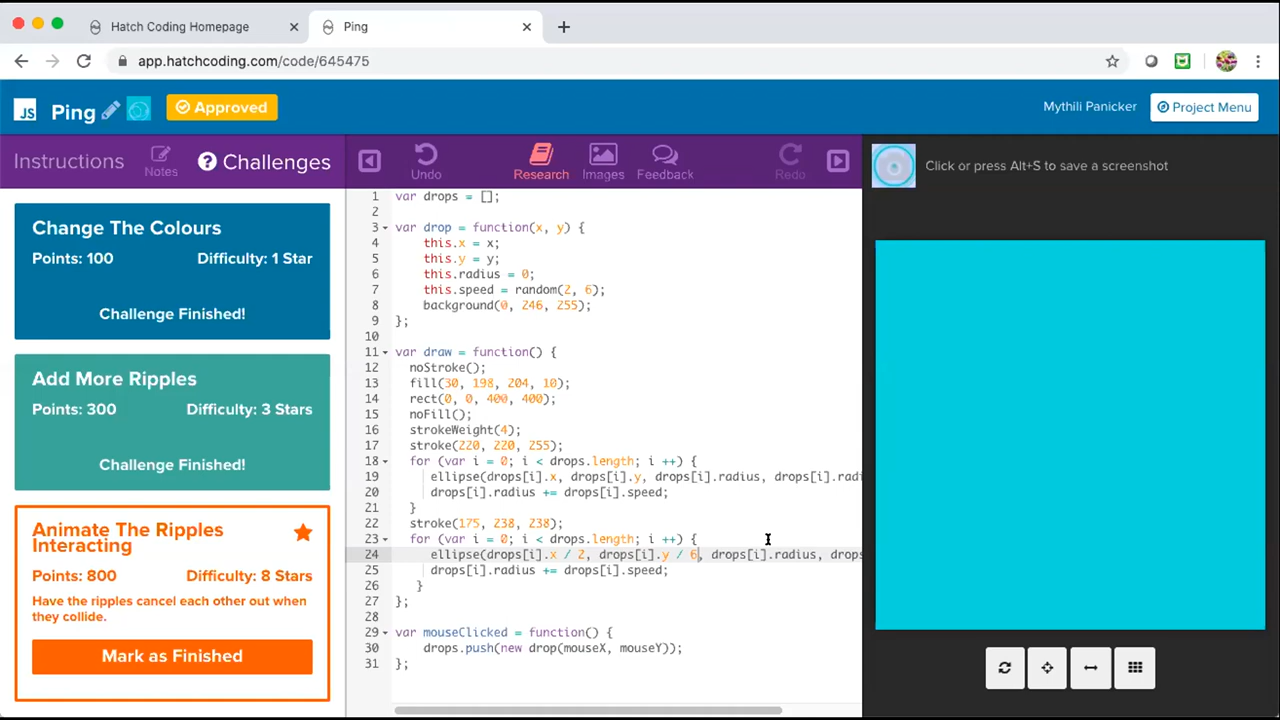 Hatch Coding Homepage
Ping
app.hatchcoding.com/code/645475
JS Ping Approved
Mythili Panicker
Project Menu
Instructions
Notes
? Challenges
Undo
Research
Images
Feedback
Redo
Click or press Alt+S to save a screenshot
Change The Colours
Points: 100 Difficulty: 1 Star
Challenge Finished!
Add More Ripples
Points: 300 Difficulty: 3 Stars
Challenge Finished!
Animate The Ripples
Interacting
Points: 800 Difficulty: 6 Stars
Have the ripples cancel each other out when
they collide.
Mark as Finished
1 var drops = [];
2
3 var drop = function(x, y) {
4 this.x = x;
5 this.y = y;
6 this.radius = 0;
7 this.speed = random(2, 6);
8 background(0, 246, 255);
9 };
10
11 var draw = function() {
12 noStroke();
13 fill(30, 198, 204, 10);
14 rect(0, 0, 400, 400);
15 noFill();
16 strokeWeight(4);
17 stroke(220, 220, 255);
18 for (var i = 0; i < drops.length; i ++) {
19 ellipse(drops[i].x, drops[i].y, drops[i].radius, drops[i].radi
20 drops[i].radius += drops[i].speed;
21 }
22 stroke(175, 238, 238);
23 for (var i = 0; i < drops.length; i ++) {
24 ellipse(drops[i].x / 2, drops[i].y / 6, drops[i].radius, drops
25 drops[i].radius += drops[i].speed;
26 }
27 };
28
29 var mouseClicked = function() {
30 drops.push(new drop(mouseX, mouseY));
31 };